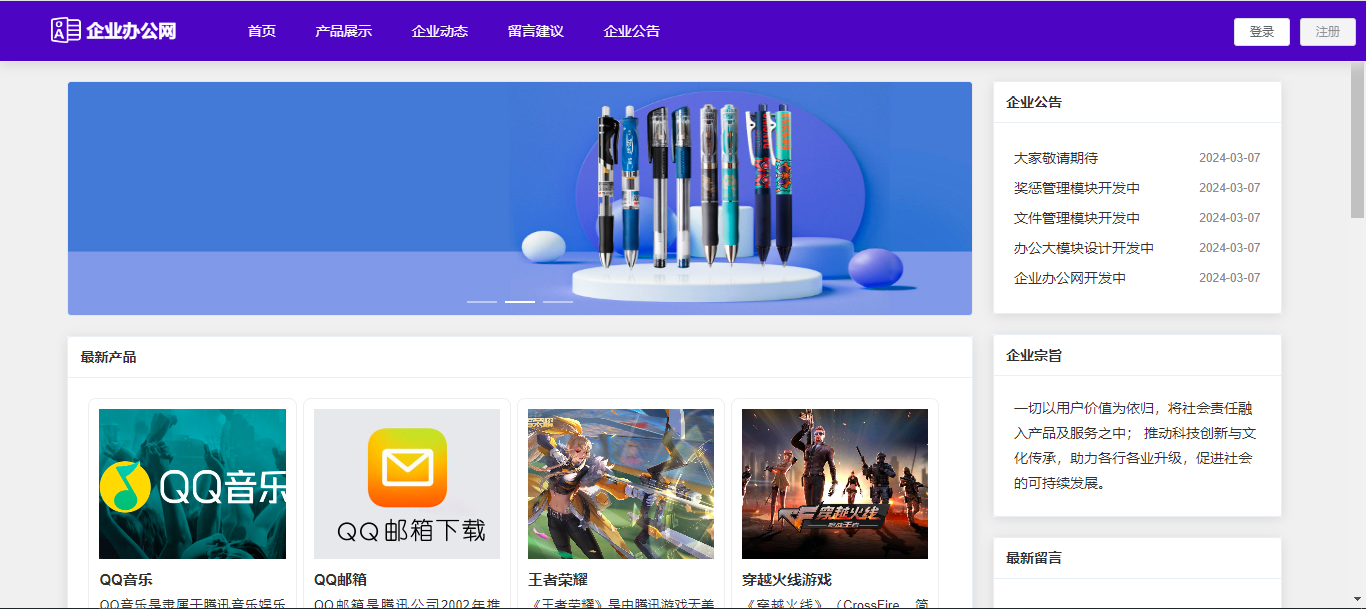 企业办公网
首页
产品展示
企业动态
留言建议
企业公告
登录
注册
企业公告
大家敬请期待 2024-03-07
奖惩管理模块开发中 2024-03-07
文件管理模块开发中 2024-03-07
办公大模块设计开发中 2024-03-07
企业办公网开发中 2024-03-07
最新产品
QQ音乐
QQ邮箱下载
穿越火线
QQ音乐
QQ邮箱
王者荣耀
穿越火线游戏
QQ音乐是隶属于腾讯音乐娱乐
QQ邮箱是腾讯公司2002年推
《王者荣耀》是由腾讯游戏天美
《穿越火线》（CrossFire，简
企业宗旨
一切以用户价值为依归，将社会责任融
入产品及服务之中； 推动科技创新与文
化传承，助力各行各业升级，促进社会
的可持续发展。
最新留言